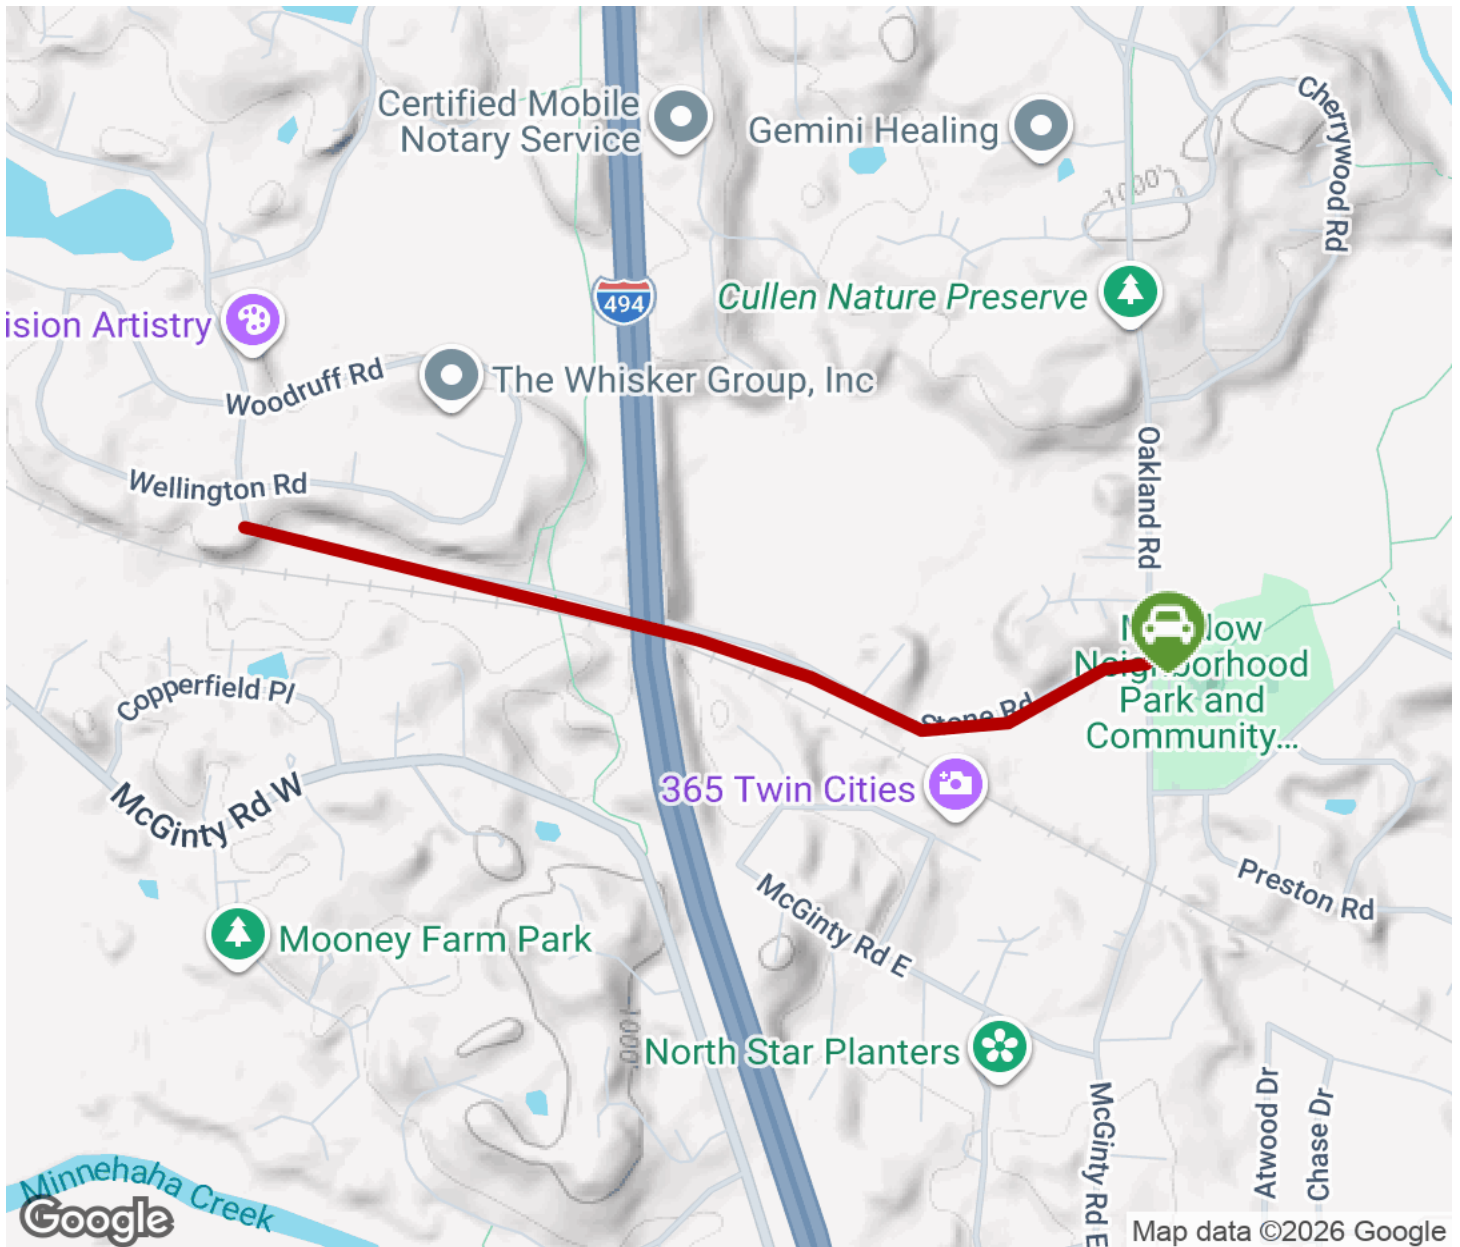 Certified Mobile
Notary Service
Gemini Healing
Cherrywood Rd
1000'
494
Cullen Nature Preserve
ision Artistry
Woodruff Rd
The Whisker Group, Inc
Oakland Rd
Wellington Rd
Neighborhood
Park and
Community...
Copperfield Pl
Stone Rd
365 Twin Cities
McGinty Rd W
Preston Rd
McGinty Rd E
Mooney Farm Park
1000'
North Star Planters
McGinty Rd E
Atwood Dr
Chase Dr
Minnehaha Creek
Google
Map data ©2026 Google